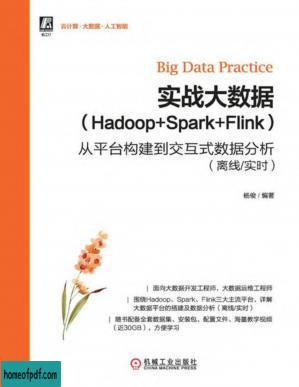 云计算·大数据·人工智能
Big Data Practice
实战大数据
(Hadoop+Spark+Flink)
从平台构建到交互式数据分析
(离线/实时)
杨俊/编著
面向大数据开发工程师、大数据运维工程师
围绕Hadoop、Spark、Flink三大主流平台,详解
大数据平台的搭建及数据分析(离线/实时)
随书配备全套数据集、安装包、配置文件、海量教学视频
(近30GB),方便学习
机械工业出版社
CHINA MACHINE PRESS
homeofpdf.com